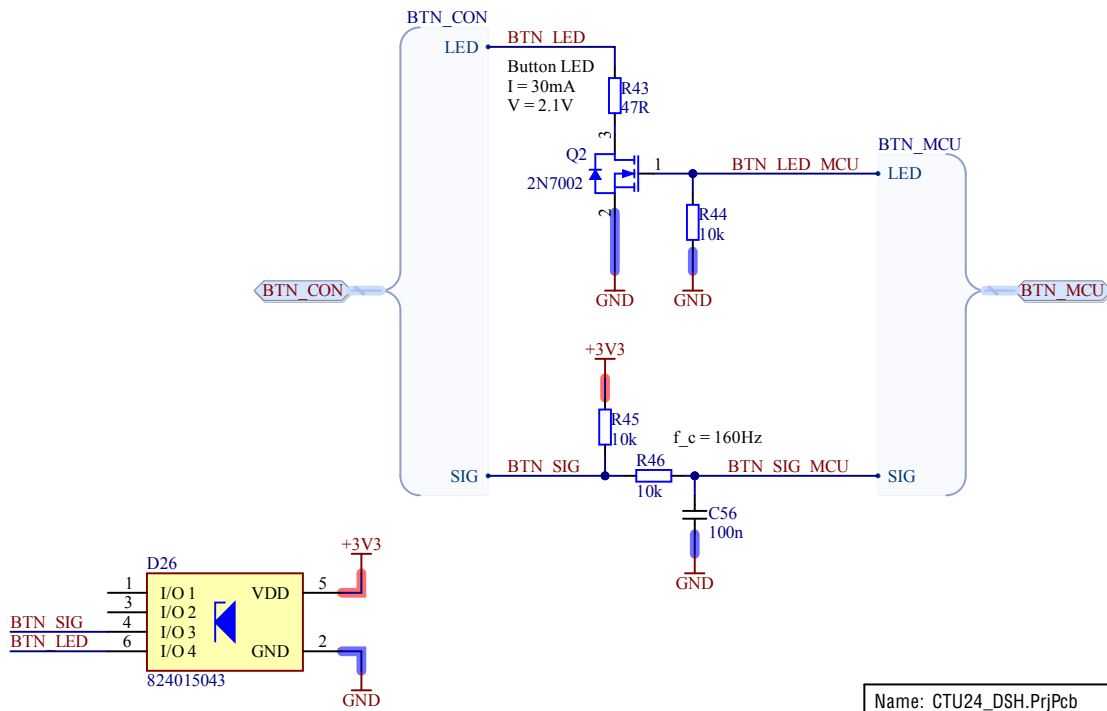 BTN_CON
LED
BTN_LED
Button LED
I = 30mA
V = 2.1V
R43
47R
3
Q2
2N7002
1
2
BTN_LED_MCU
BTN_MCU
LED
R44
10k
GND
GND
BTN_CON
BTN_MCU
+3V3
R45
10k
f_c = 160Hz
SIG
BTN_SIG
R46
10k
BTN_SIG_MCU
SIG
C56
100n
GND
D26
+3V3
1
I/O 1
VDD
5
3
I/O 2
BTN_SIG
4
I/O 3
BTN_LED
6
I/O 4
GND
2
824015043
GND
Name: CTU24_DSH.PrjPcb